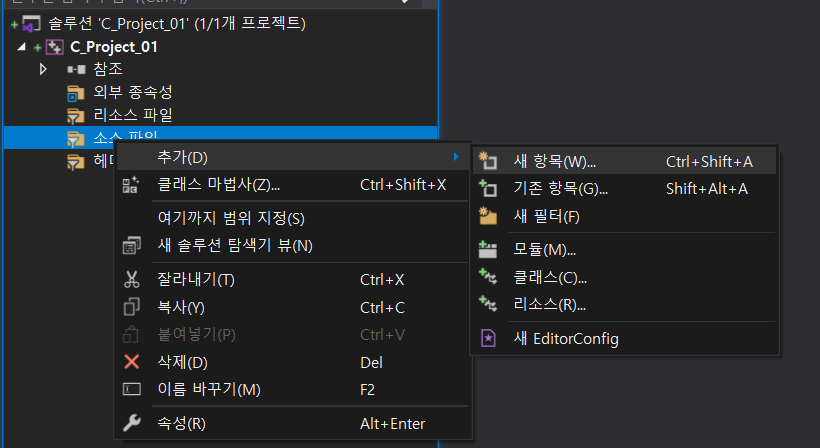 솔루션 'C_Project_01' (1/1개 프로젝트)
C_Project_01
참조
외부 종속성
리소스 파일
소스 파일
추가(D)
클래스 마법사(Z)... Ctrl+Shift+X
여기까지 범위 지정(S)
새 솔루션 탐색기 뷰(N)
잘라내기(T) Ctrl+X
복사(Y) Ctrl+C
붙여넣기(P) Ctrl+V
삭제(D) Del
이름 바꾸기(M) F2
속성(R) Alt+Enter
새 항목(W)... Ctrl+Shift+A
기존 항목(G)... Shift+Alt+A
새 필터(F)
모듈(M)...
클래스(C)...
리소스(R)...
새 EditorConfig